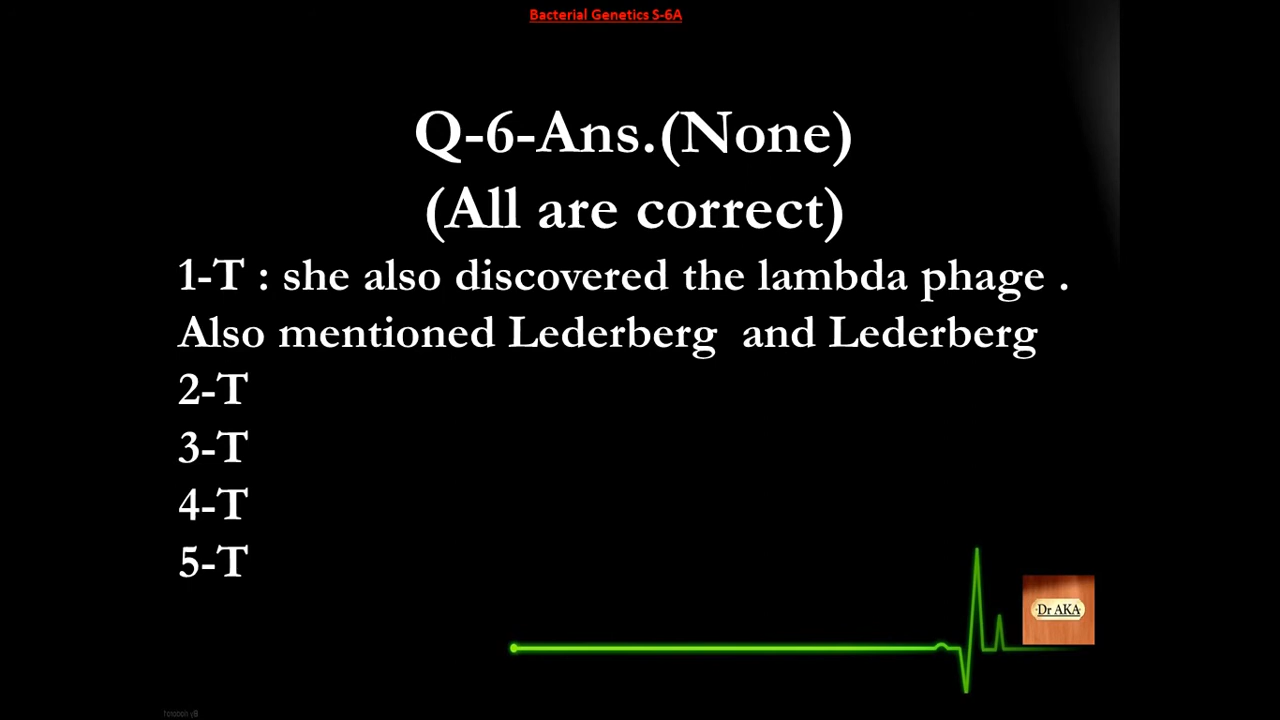 Bacterial Genetics S-6A
Q-6-Ans.(None)
(All are correct)
1-T : she also discovered the lambda phage .
Also mentioned Lederberg and Lederberg
2-T
3-T
4-T
5-T
Dr AKA